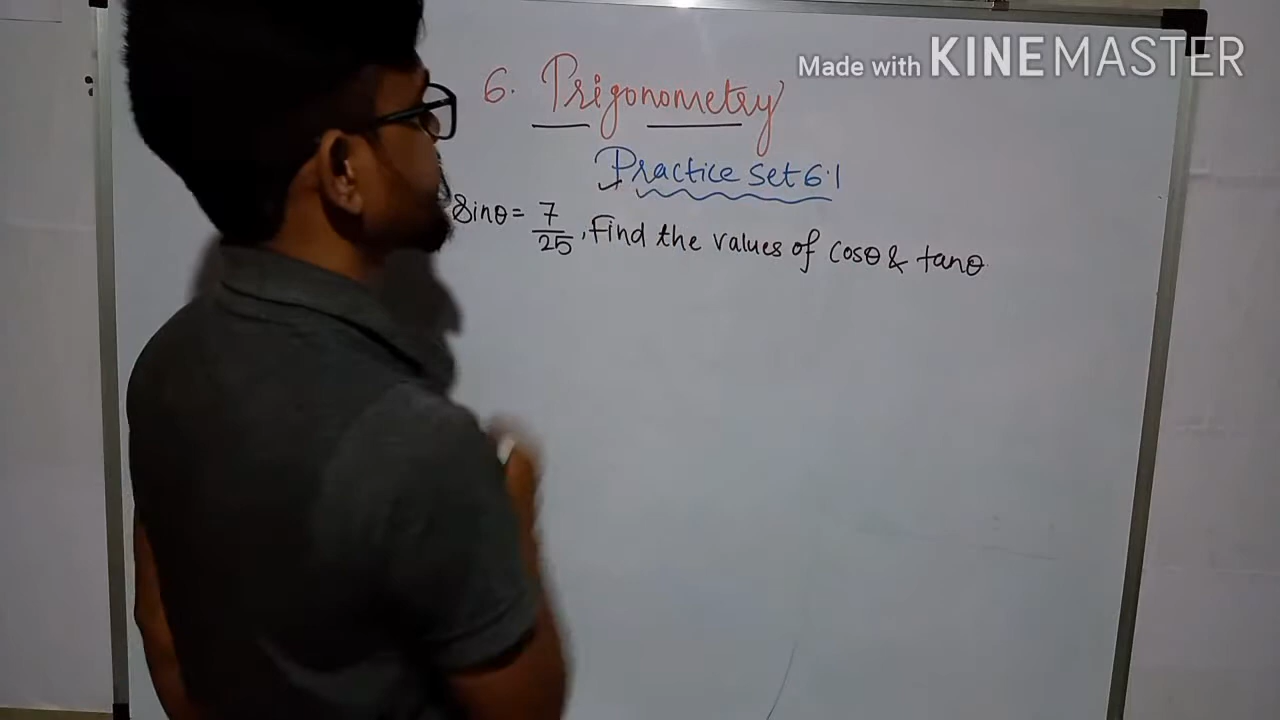 Made with KINEMASTER
6. Trigonometry
Practice Set 6.1
Sinθ = 7/25, Find the values of cosθ & tanθ